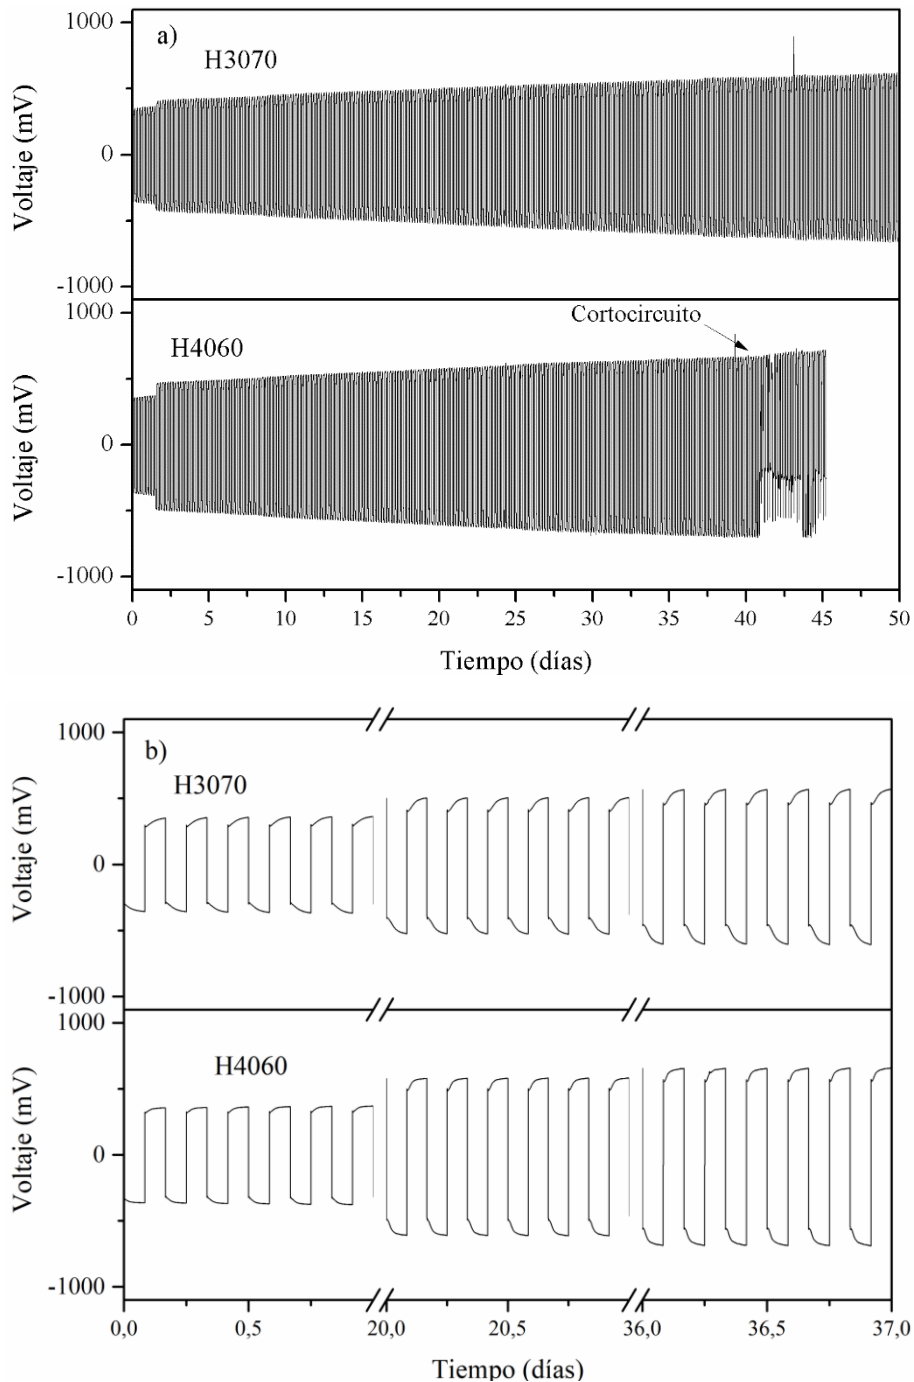 1000
a)
H3070
Voltaje (mV)
0
-1000
1000
Cortocircuito
H4060
Voltaje (mV)
0
-1000
0 5 10 15 20 25 30 35 40 45 50
Tiempo (días)
1000
b)
H3070
Voltaje (mV)
0
-1000
1000
H4060
Voltaje (mV)
0
-1000
0,0 0,5 20,0 20,5 36,0 36,5 37,0
Tiempo (días)